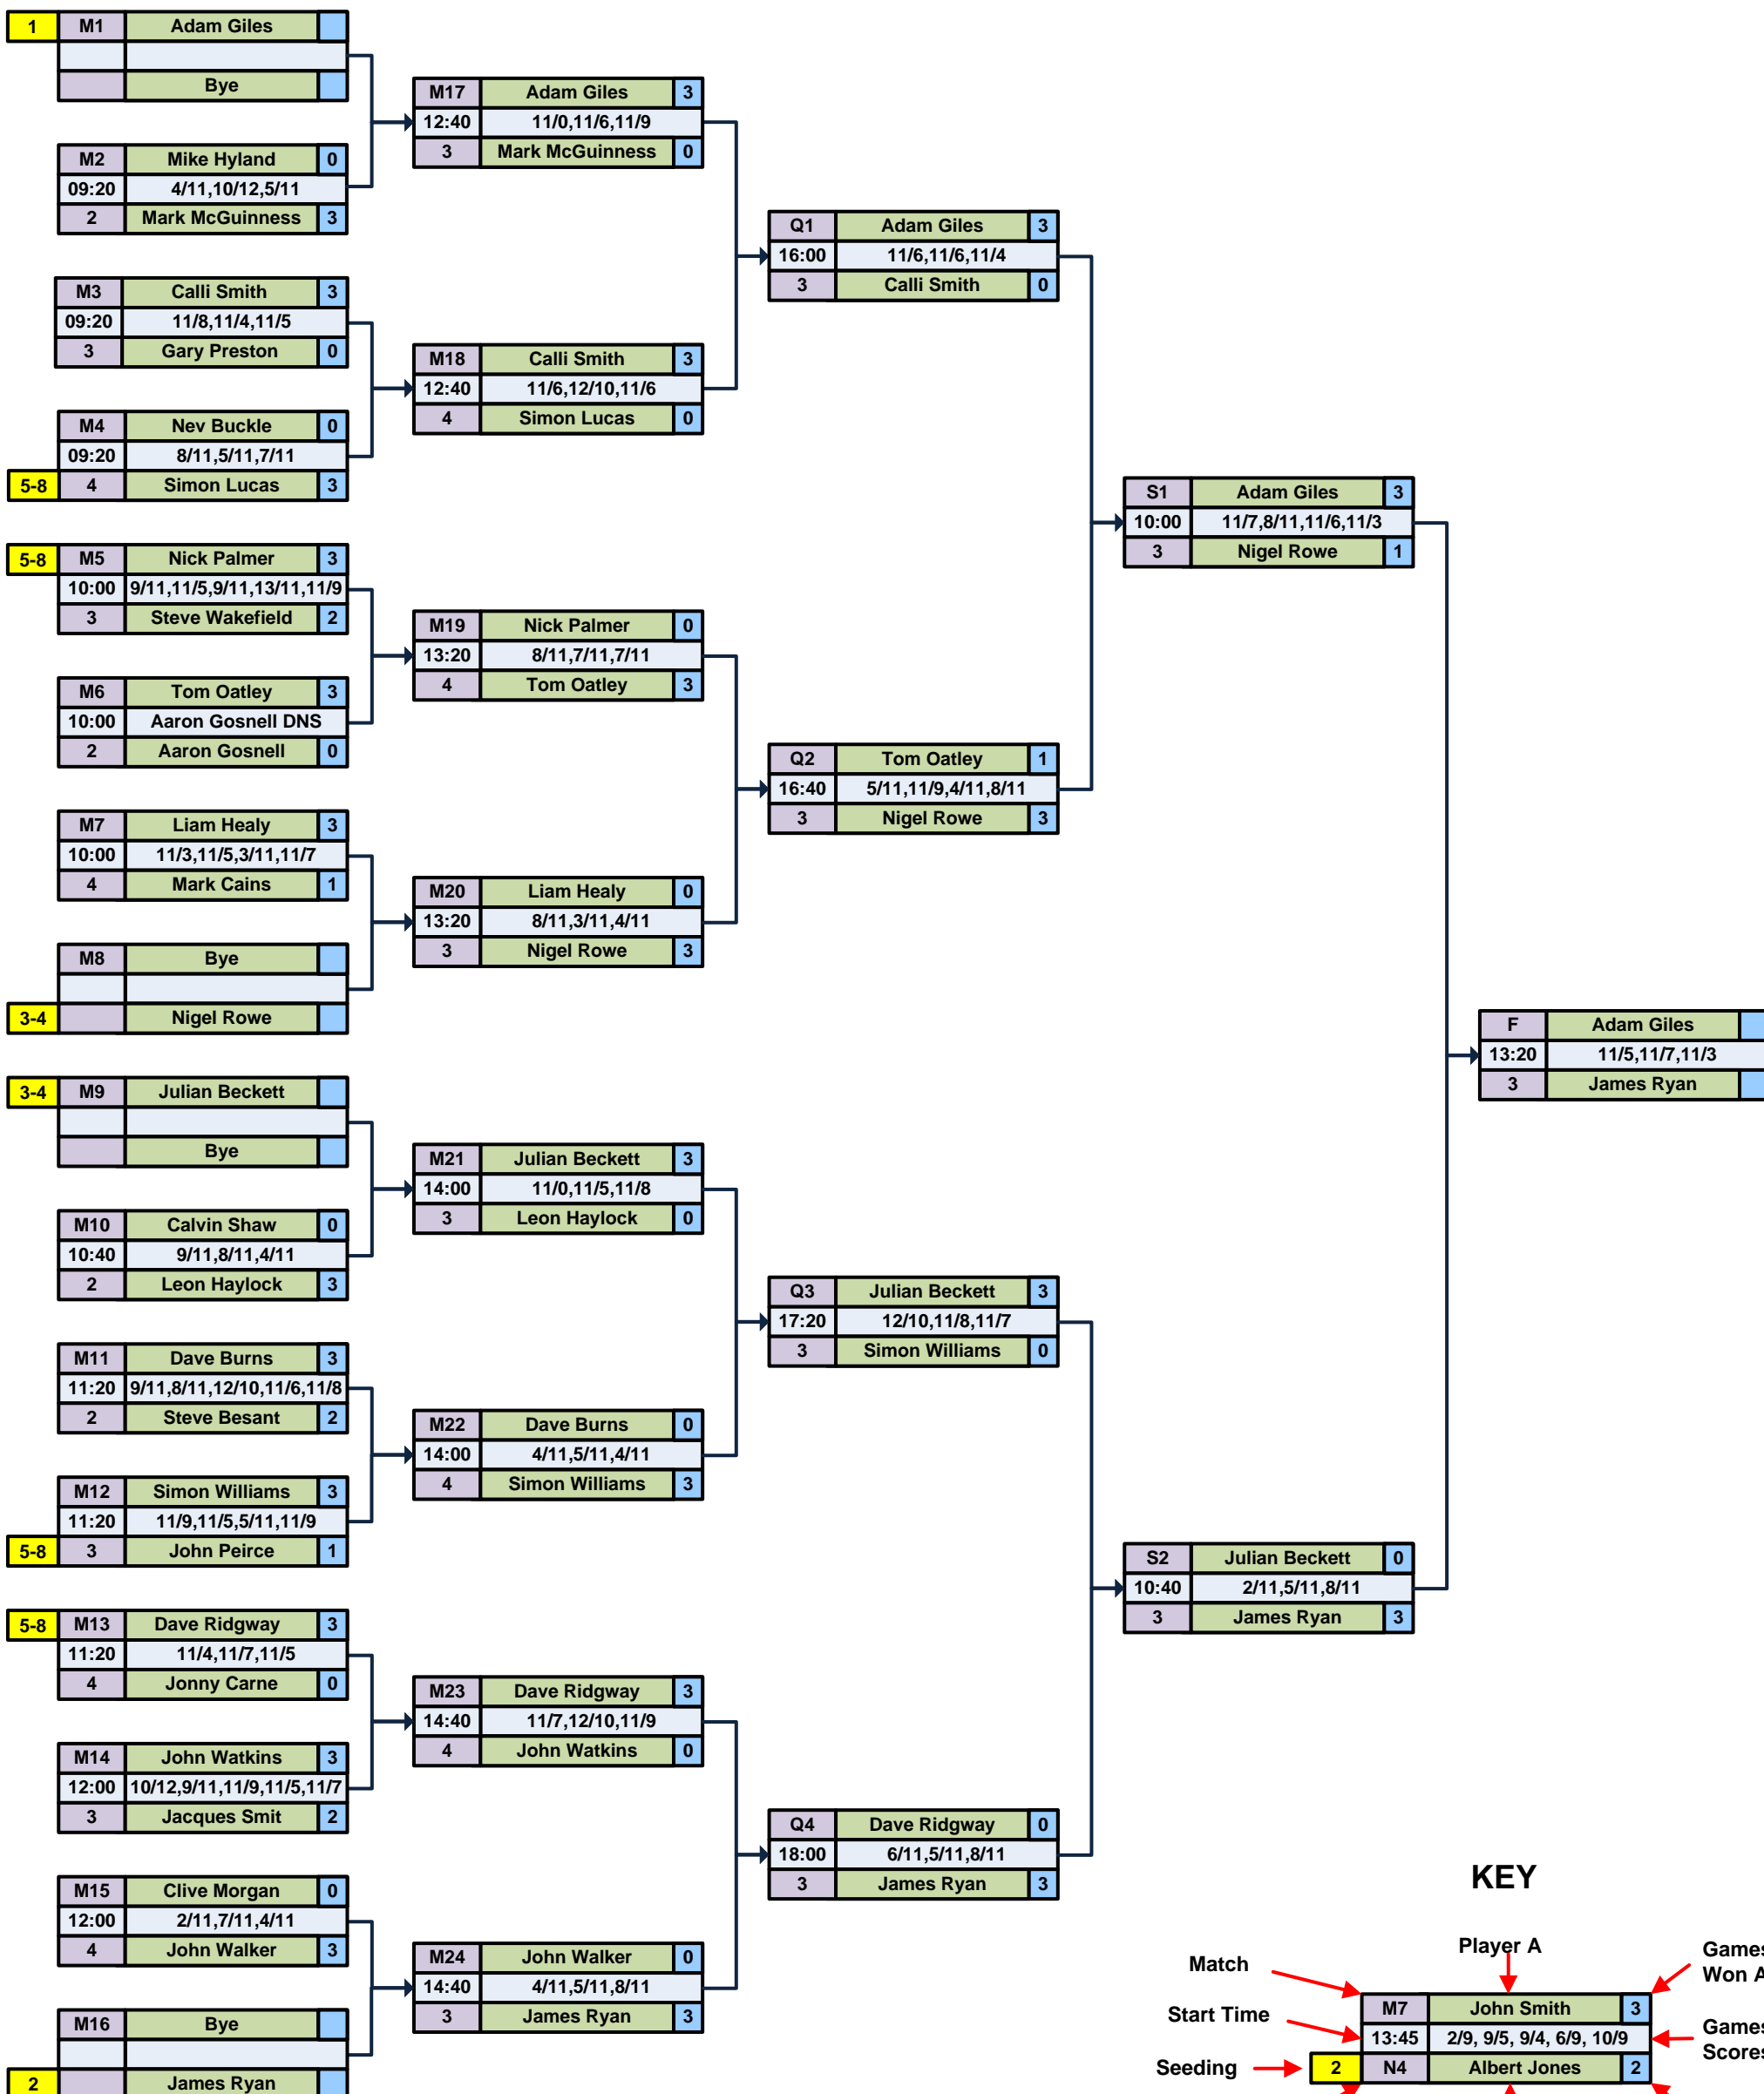 1 M1 Adam Giles
Bye
M2 Mike Hyland 0
09:20 4/11,10/12,5/11
2 Mark McGuinness 3
M3 Calli Smith 3
09:20 11/8,11/4,11/5
3 Gary Preston 0
M4 Nev Buckle 0
09:20 8/11,5/11,7/11
5-8 4 Simon Lucas 3
5-8 M5 Nick Palmer 3
10:00 9/11,11/5,9/11,13/11,11/9
3 Steve Wakefield 2
M6 Tom Oatley 3
10:00 Aaron Gosnell DNS
2 Aaron Gosnell 0
M7 Liam Healy 3
10:00 11/3,11/5,3/11,11/7
4 Mark Cains 1
M8 Bye
3-4 Nigel Rowe
3-4 M9 Julian Beckett
Bye
M10 Calvin Shaw 0
10:40 9/11,8/11,4/11
2 Leon Haylock 3
M11 Dave Burns 3
11:20 9/11,8/11,12/10,11/6,11/8
2 Steve Besant 2
M12 Simon Williams 3
11:20 11/9,11/5,5/11,11/9
5-8 3 John Peirce 1
5-8 M13 Dave Ridgway 3
11:20 11/4,11/7,11/5
4 Jonny Carne 0
M14 John Watkins 3
12:00 10/12,9/11,11/9,11/5,11/7
3 Jacques Smit 2
M15 Clive Morgan 0
12:00 2/11,7/11,4/11
4 John Walker 3
M16 Bye
2 James Ryan
M17 Adam Giles 3
12:40 11/0,11/6,11/9
3 Mark McGuinness 0
M18 Calli Smith 3
12:40 11/6,12/10,11/6
4 Simon Lucas 0
M19 Nick Palmer 0
13:20 8/11,7/11,7/11
4 Tom Oatley 3
M20 Liam Healy 0
13:20 8/11,3/11,4/11
3 Nigel Rowe 3
M21 Julian Beckett 3
14:00 11/0,11/5,11/8
3 Leon Haylock 0
M22 Dave Burns 0
14:00 4/11,5/11,4/11
4 Simon Williams 3
M23 Dave Ridgway 3
14:40 11/7,12/10,11/9
4 John Watkins 0
M24 John Walker 0
14:40 4/11,5/11,8/11
3 James Ryan 3
Q1 Adam Giles 3
16:00 11/6,11/6,11/4
3 Calli Smith 0
Q2 Tom Oatley 1
16:40 5/11,11/9,4/11,8/11
3 Nigel Rowe 3
Q3 Julian Beckett 3
17:20 12/10,11/8,11/7
3 Simon Williams 0
Q4 Dave Ridgway 0
18:00 6/11,5/11,8/11
3 James Ryan 3
S1 Adam Giles 3
10:00 11/7,8/11,11/6,11/3
3 Nigel Rowe 1
S2 Julian Beckett 0
10:40 2/11,5/11,8/11
3 James Ryan 3
F Adam Giles
13:20 11/5,11/7,11/3
3 James Ryan
KEY
Player A
Match
Games
Won A
M7 John Smith 3
Start Time
13:45 2/9, 9/5, 9/4, 6/9, 10/9
Games
Scores
Seeding
2 N4 Albert Jones 2